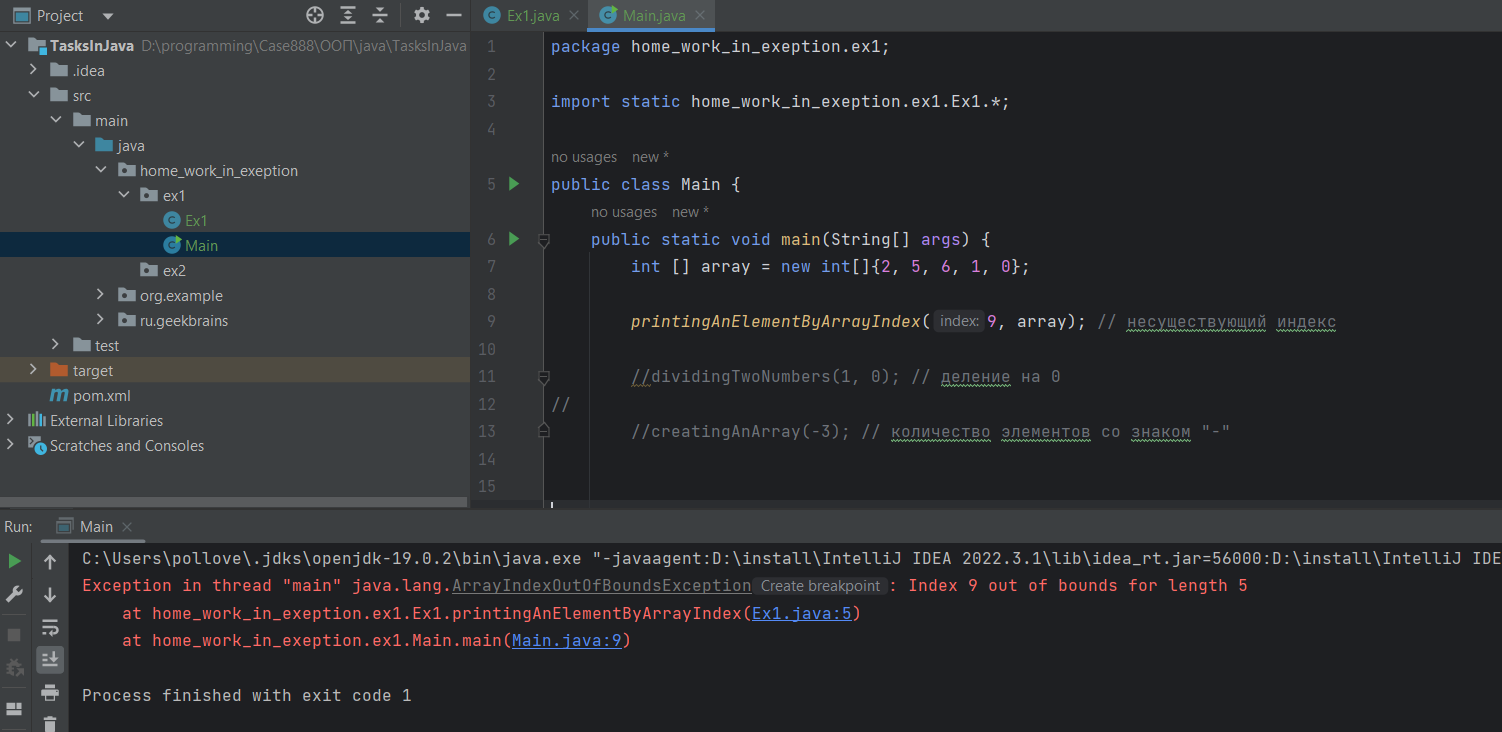 Project
TasksInJava D:\programming\Case888\ООП\java\TasksInJava
.idea
src
main
java
home_work_in_exeption
ex1
Ex1
Main
ex2
org.example
ru.geekbrains
test
target
pom.xml
External Libraries
Scratches and Consoles
Ex1.java
Main.java
1 package home_work_in_exeption.ex1;
2
3 import static home_work_in_exeption.ex1.Ex1.*;
4
no usages new *
5 public class Main {
no usages new *
6 public static void main(String[] args) {
7 int [] array = new int[]{2, 5, 6, 1, 0};
8
9 printingAnElementByArrayIndex( index: 9, array); // несуществующий индекс
10
11 //dividingTwoNumbers(1, 0); // деление на 0
12 //
13 //creatingAnArray(-3); // количество элементов со знаком "-"
14
15
Run: Main
C:\Users\pollove\.jdks\openjdk-19.0.2\bin\java.exe "-javaagent:D:\install\IntelliJ IDEA 2022.3.1\lib\idea_rt.jar=56000:D:\install\IntelliJ IDE
Exception in thread "main" java.lang.ArrayIndexOutOfBoundsException Create breakpoint : Index 9 out of bounds for length 5
at home_work_in_exeption.ex1.Ex1.printingAnElementByArrayIndex(Ex1.java:5)
at home_work_in_exeption.ex1.Main.main(Main.java:9)
Process finished with exit code 1